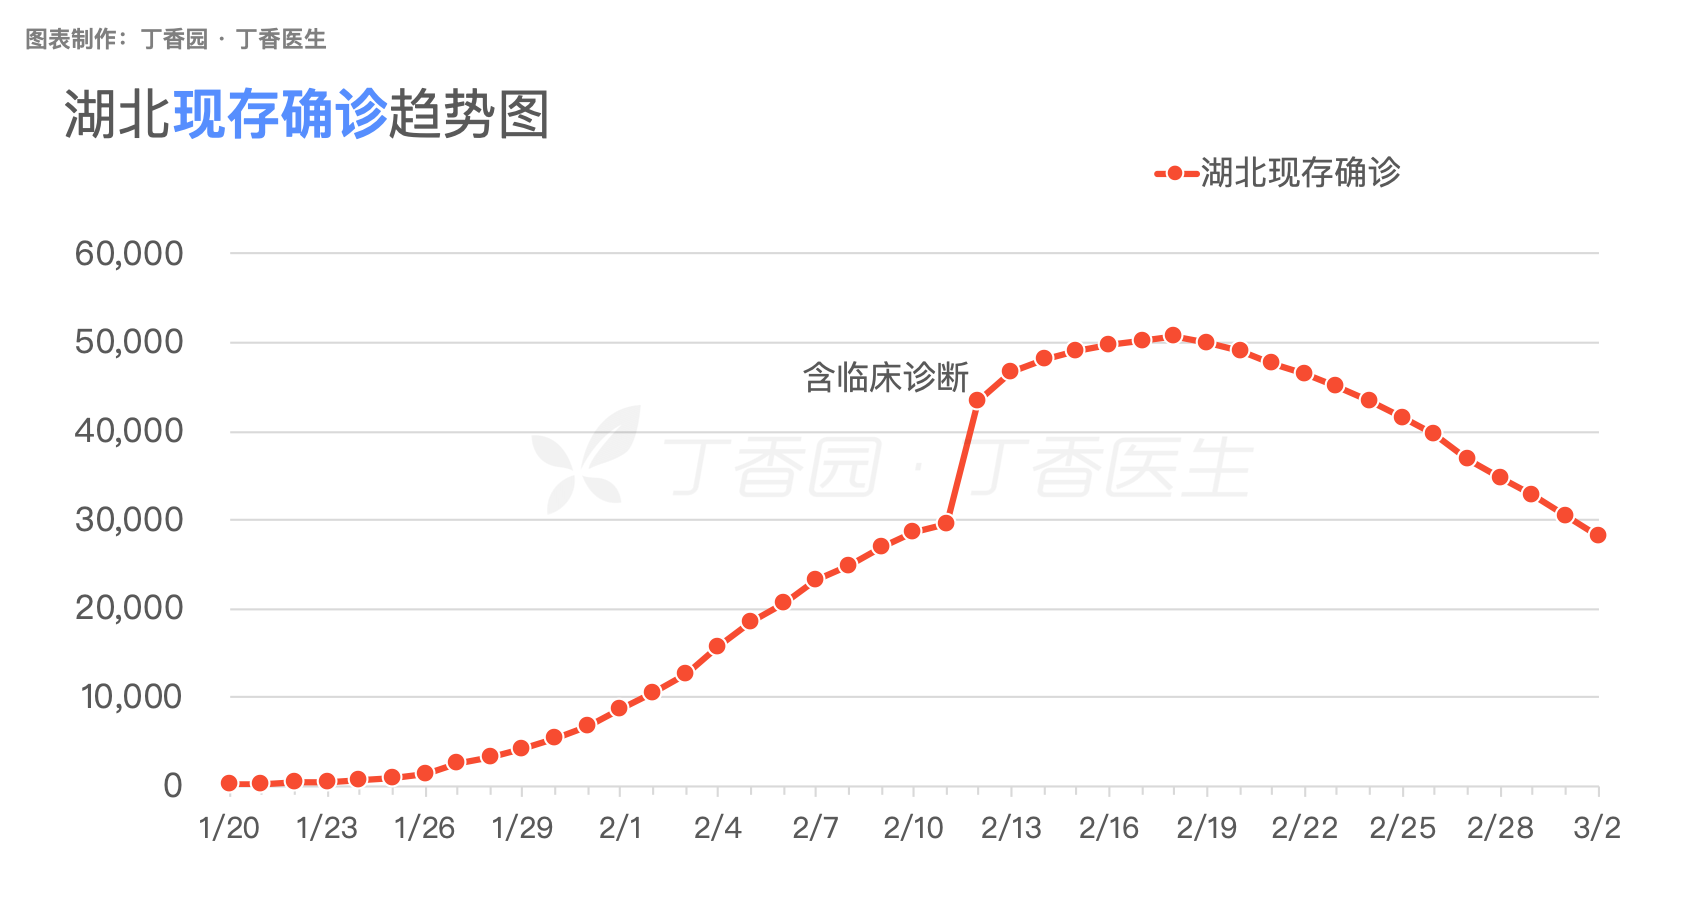 图表制作：丁香园 · 丁香医生
湖北现存确诊趋势图
湖北现存确诊
60,000
50,000
含临床诊断
40,000
丁香园 · 丁香医生
30,000
20,000
10,000
0
1/20 1/23 1/26 1/29 2/1 2/4 2/7 2/10 2/13 2/16 2/19 2/22 2/25 2/28 3/2